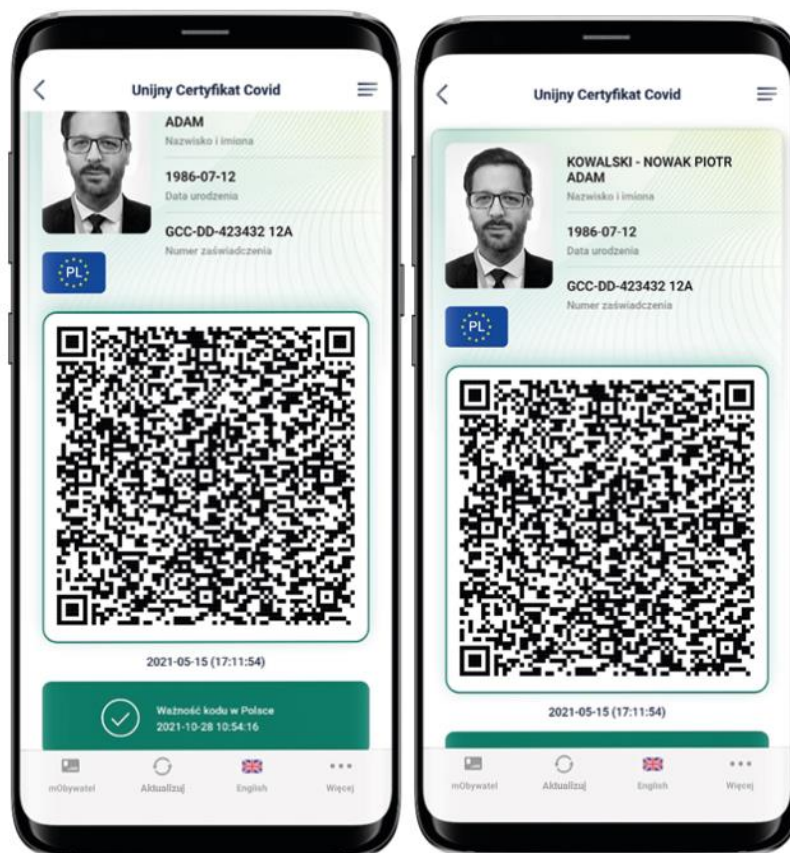 Unijny Certyfikat Covid
ADAM
Nazwisko i imiona
1986-07-12
Data urodzenia
GCC-DD-423432 12A
Numer zaświadczenia
PL
2021-05-15 (17:11:54)
Ważność kodu w Polsce
2021-10-28 10:54:16
mObywatel
Aktualizuj
English
Więcej
Unijny Certyfikat Covid
KOWALSKI - NOWAK PIOTR
ADAM
Nazwisko i imiona
1986-07-12
Data urodzenia
GCC-DD-423432 12A
Numer zaświadczenia
PL
2021-05-15 (17:11:54)
mObywatel
Aktualizuj
English
Więcej